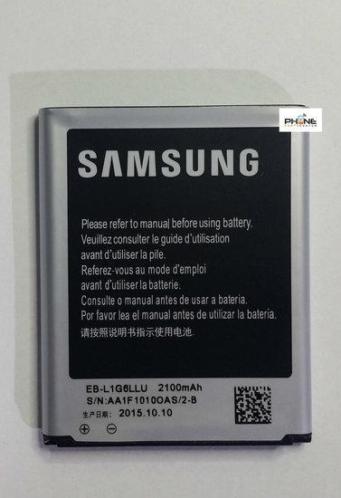 PHONE
SAMSUNG
Please refer to manual before using battery.
Veuillez consulter le guide d'utilisation
avant d'utiliser la pile.
Referez-vous au mode d'emploi
avant d'utiliser la batterie.
Consulte o manual antes de usar a bateria.
Por favor lea el manual antes de utilizar la batería.
请按照说明书指示使用电池.
EB-L1G6LLU 2100mAh
S/N:AA1F1010OAS/2-B
生产日期: 2015.10.10